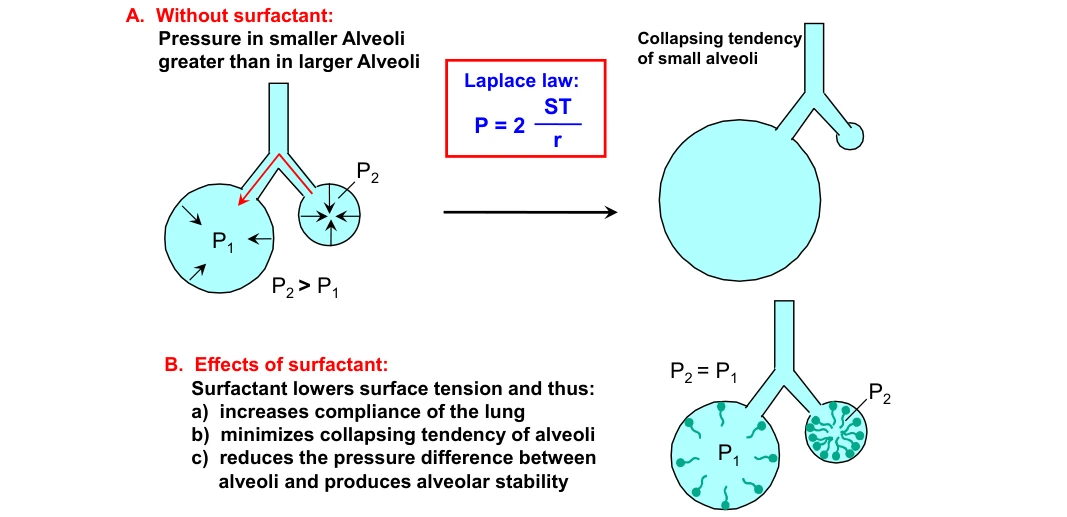 A. Without surfactant:
Pressure in smaller Alveoli
greater than in larger Alveoli
Laplace law:
P = 2 ST
r
Collapsing tendency
of small alveoli
P2
P1
P2 > P1
B. Effects of surfactant:
Surfactant lowers surface tension and thus:
a) increases compliance of the lung
b) minimizes collapsing tendency of alveoli
c) reduces the pressure difference between
alveoli and produces alveolar stability
P2 = P1
P2
P1